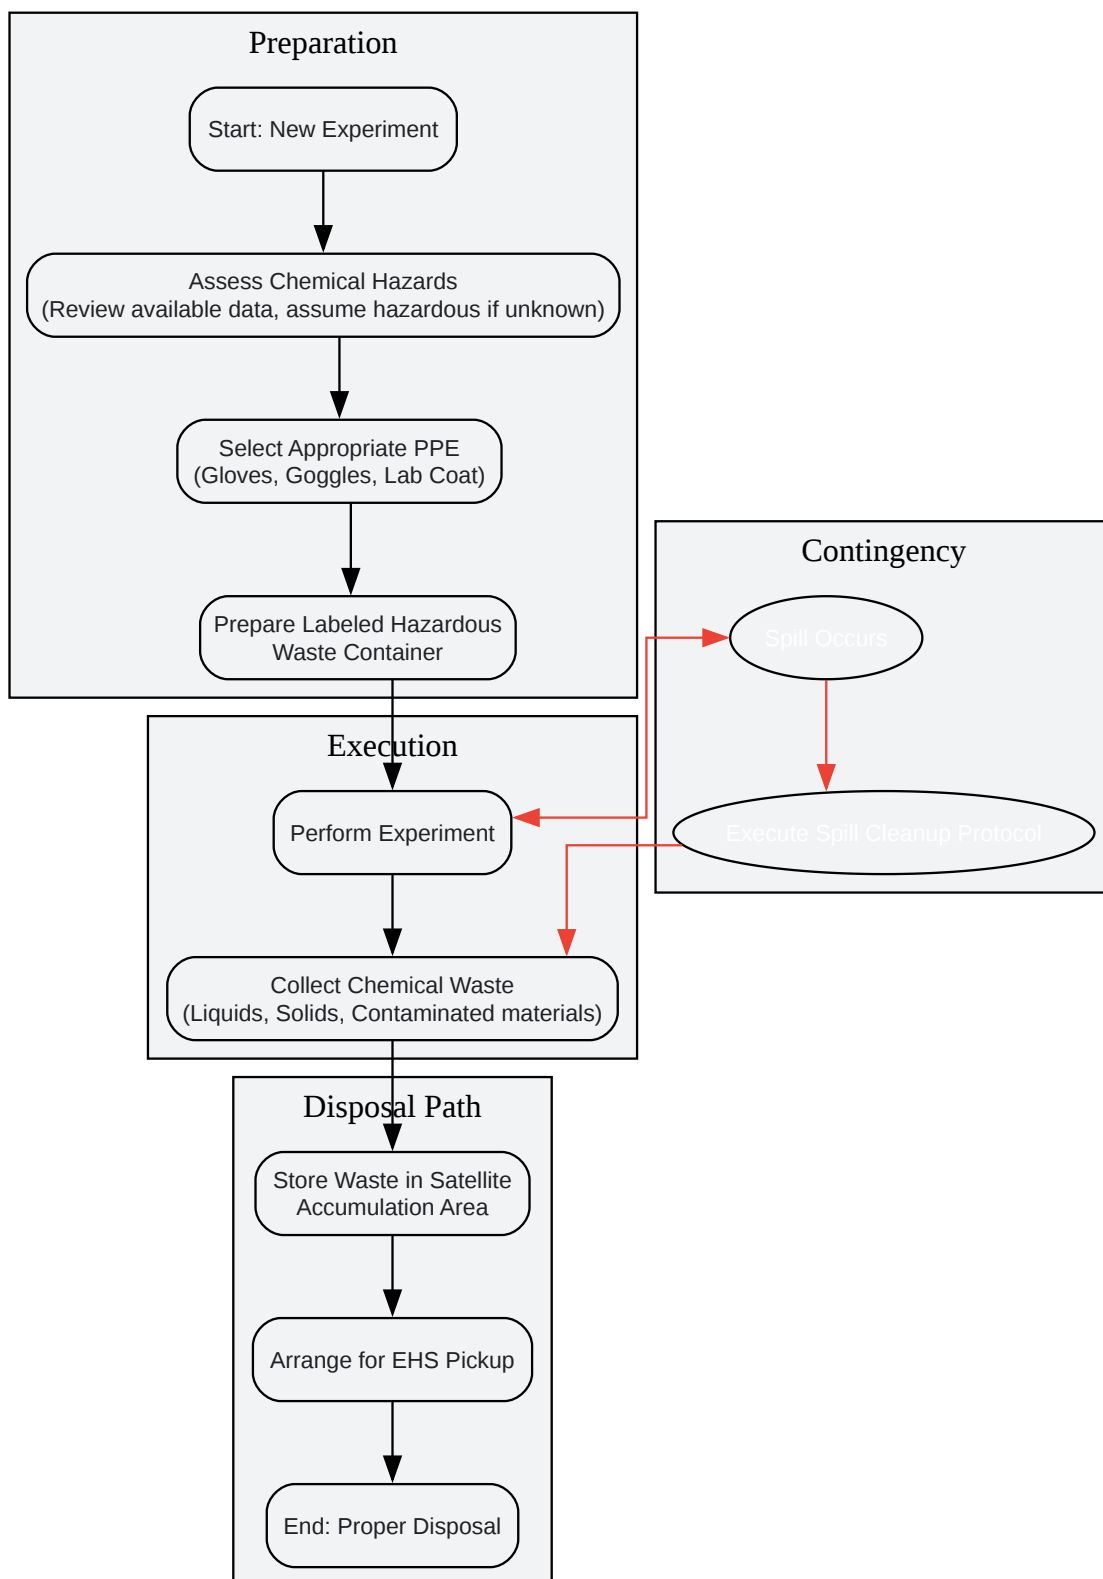 Preparation
Start: New Experiment
Assess Chemical Hazards
(Review available data, assume hazardous if unknown)
Select Appropriate PPE
(Gloves, Goggles, Lab Coat)
Prepare Labeled Hazardous
Waste Container
Contingency
Spill Occurs
Execute Spill Cleanup Protocol
Execution
Perform Experiment
Collect Chemical Waste
(Liquids, Solids, Contaminated materials)
Disposal Path
Store Waste in Satellite
Accumulation Area
Arrange for EHS Pickup
End: Proper Disposal